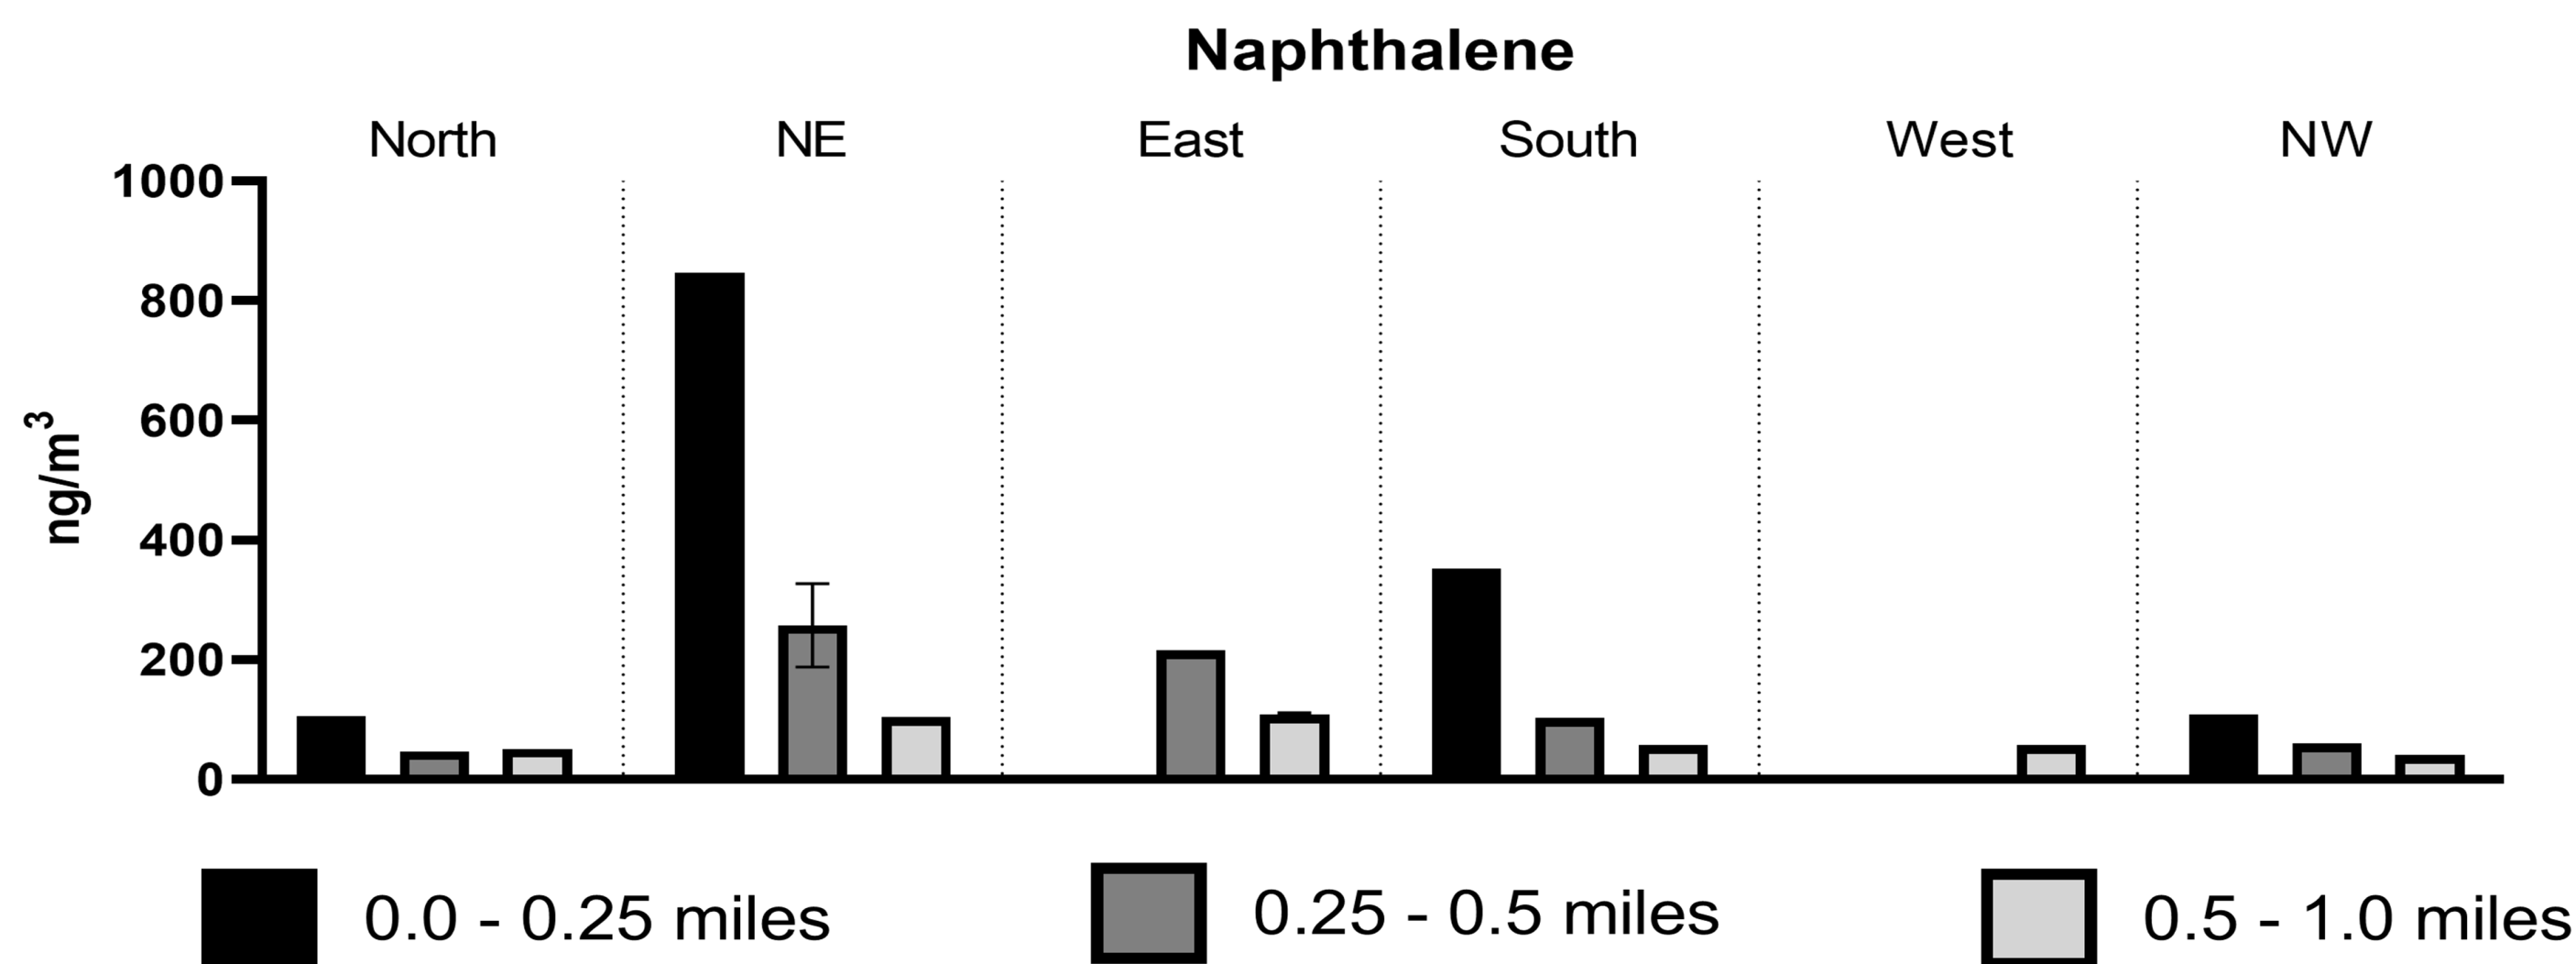 Naphthalene
North NE East South West NW
1000
800
600
400
200
0
ng/m³
0.0 - 0.25 miles 0.25 - 0.5 miles 0.5 - 1.0 miles